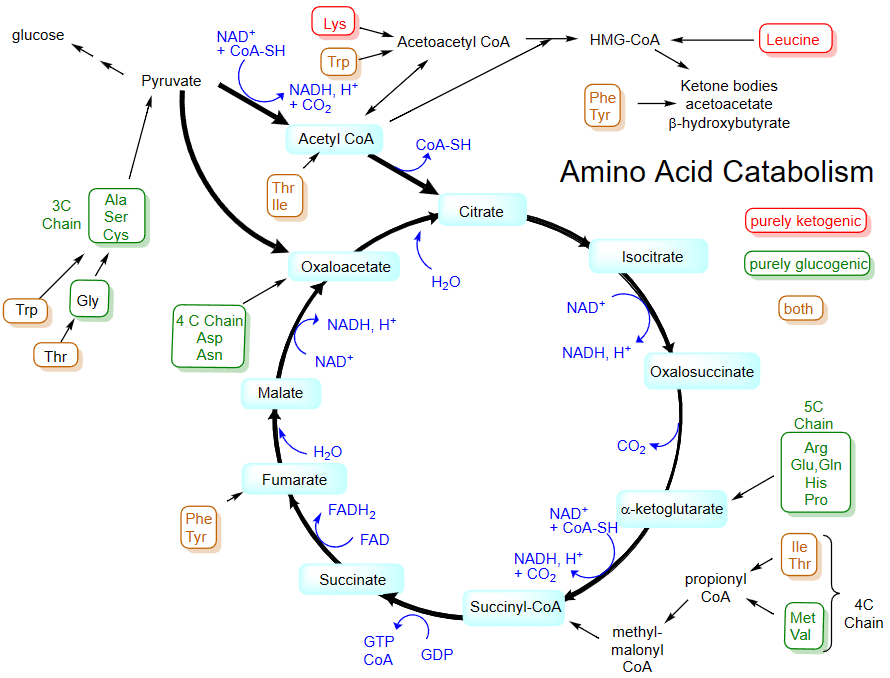 glucose
Pyruvate
NAD⁺
+ CoA-SH
NADH, H⁺
+ CO₂
Lys
Trp
Acetoacetyl CoA
HMG-CoA
Leucine
Phe
Tyr
Ketone bodies
acetoacetate
β-hydroxybutyrate
Acetyl CoA
CoA-SH
Thr
Ile
Amino Acid Catabolism
3C
Chain
Ala
Ser
Cys
Citrate
purely ketogenic
purely glucogenic
both
Oxaloacetate
H₂O
Isocitrate
Gly
Trp
Thr
4 C Chain
Asp
Asn
NADH, H⁺
NAD⁺
NAD⁺
NADH, H⁺
Malate
Oxalosuccinate
5C
Chain
Arg
Glu,Gln
His
Pro
CO₂
H₂O
Fumarate
α-ketoglutarate
Phe
Tyr
FADH₂
FAD
NAD⁺
+ CoA-SH
NADH, H⁺
+ CO₂
Ile
Thr
propionyl
CoA
Met
Val
4C
Chain
Succinate
Succinyl-CoA
GTP
CoA
GDP
methyl-
malonyl
CoA